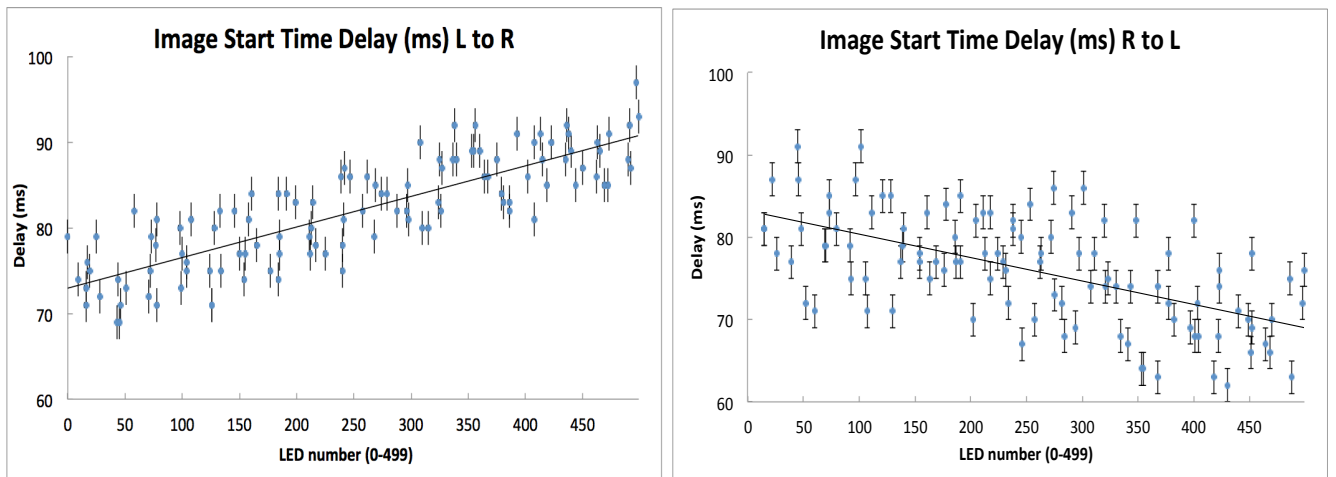 Image Start Time Delay (ms) L to R
100
90
80
70
60
Delay (ms)
0 50 100 150 200 250 300 350 400 450
LED number (0-499)
Image Start Time Delay (ms) R to L
100
90
80
70
60
Delay (ms)
0 50 100 150 200 250 300 350 400 450
LED number (0-499)